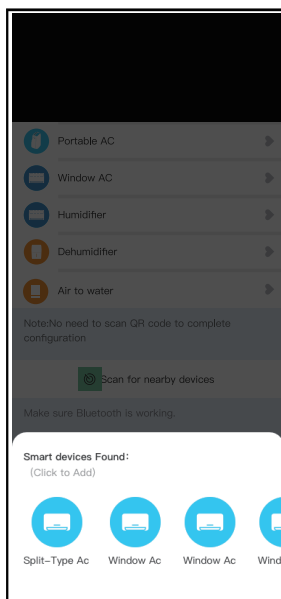 Portable AC
Window AC
Humidifier
Dehumidifier
Air to water
Note:No need to scan QR code to complete
configuration
Scan for nearby devices
Make sure Bluetooth is working.
Smart devices Found:
(Click to Add)
Split-Type Ac Window Ac Window Ac Wind